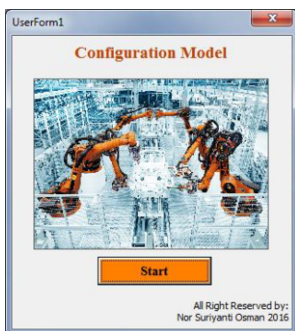 UserForm1
Configuration Model
Start
All Right Reserved by:
Nor Suriyanti Osman 2016